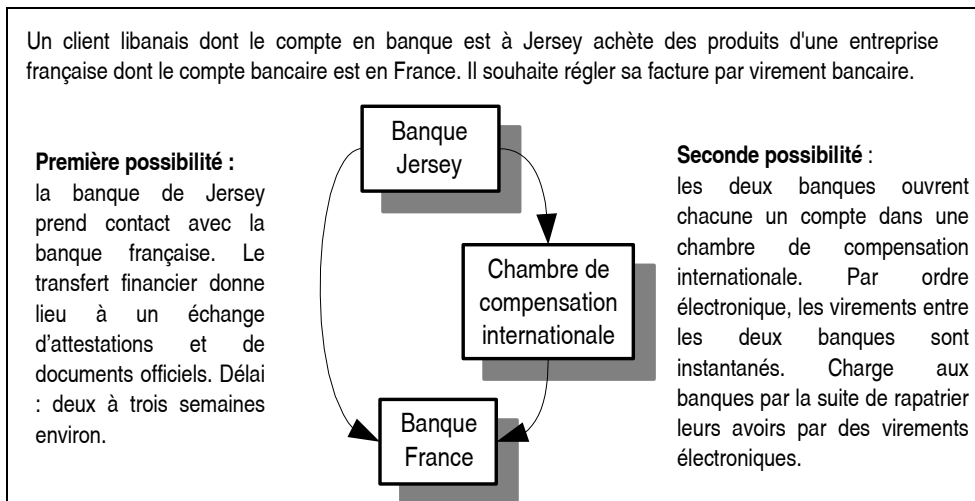 Un client libanais dont le compte en banque est à Jersey achète des produits d'une entreprise
française dont le compte bancaire est en France. Il souhaite régler sa facture par virement bancaire.
Première possibilité :
la banque de Jersey
prend contact avec la
banque française. Le
transfert financier donne
lieu à un échange
d'attestations et de
documents officiels. Délai
: deux à trois semaines
environ.
Banque
Jersey
Chambre de
compensation
internationale
Banque
France
Seconde possibilité :
les deux banques ouvrent
chacune un compte dans une
chambre de compensation
internationale. Par ordre
électronique, les virements entre
les deux banques sont
instantanés. Charge aux
banques par la suite de rapatrier
leurs avoirs par des virements
électroniques.